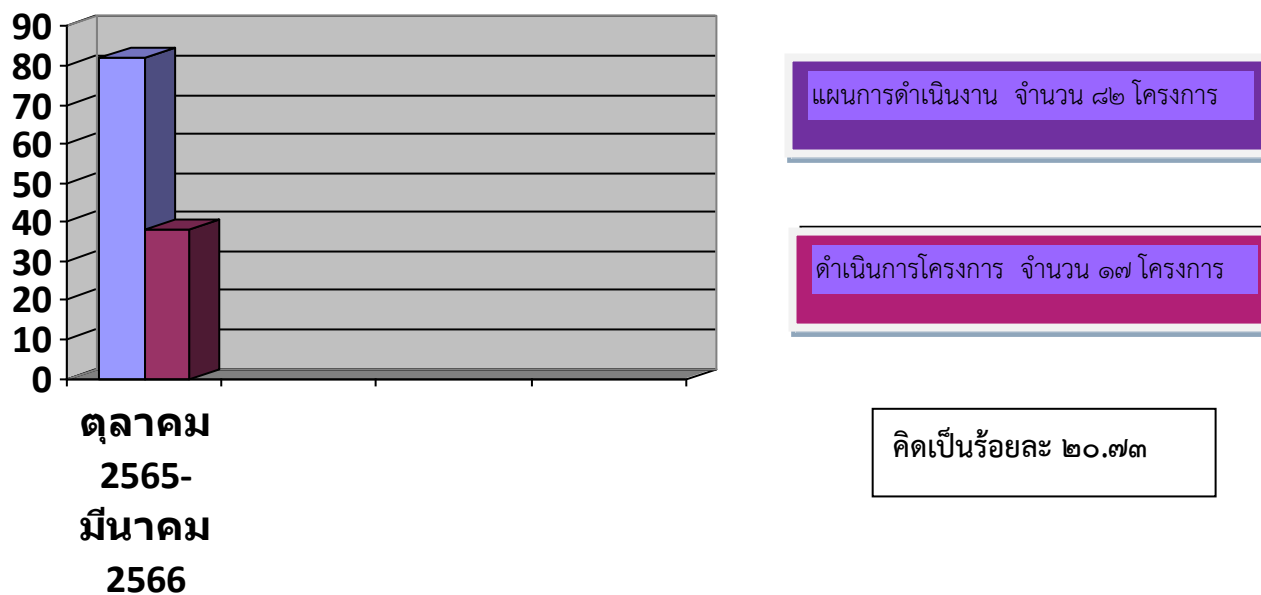 90
80
70
60
50
40
30
20
10
0
ตุลาคม
2565-
มีนาคม
2566
แผนการดำเนินงาน จำนวน ๘๒ โครงการ
ดำเนินการโครงการ จำนวน ๑๗ โครงการ
คิดเป็นร้อยละ ๒๐.๗๓